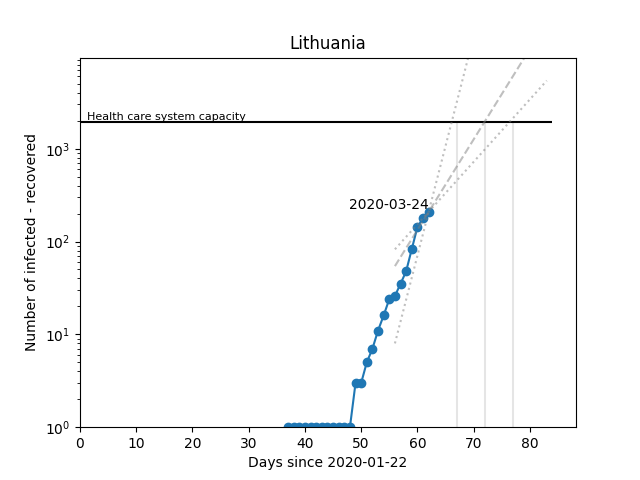 Lithuania
Health care system capacity
2020-03-24
Number of infected - recovered
10³
10²
10¹
10⁰
0 10 20 30 40 50 60 70 80
Days since 2020-01-22